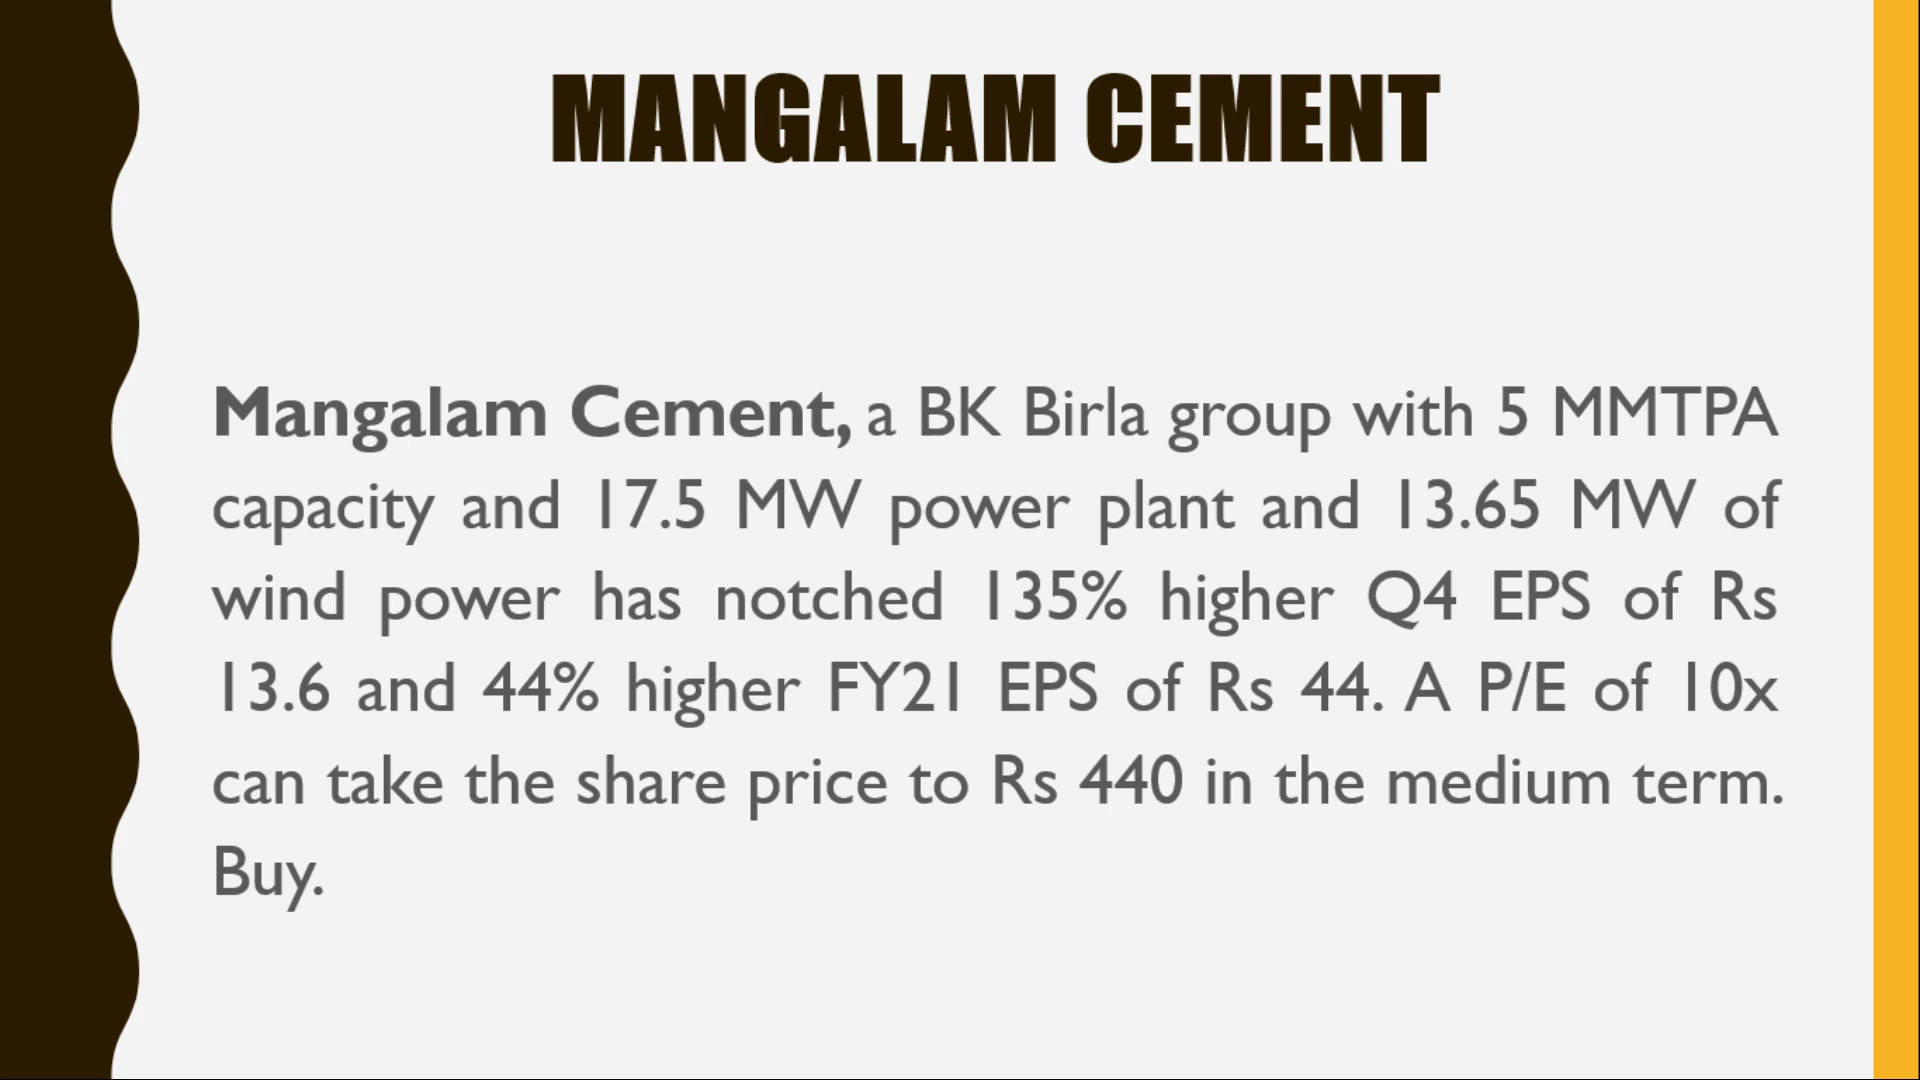 MANGALAM CEMENT
Mangalam Cement, a BK Birla group with 5 MMTPA
capacity and 17.5 MW power plant and 13.65 MW of
wind power has notched 135% higher Q4 EPS of Rs
13.6 and 44% higher FY21 EPS of Rs 44. A P/E of 10x
can take the share price to Rs 440 in the medium term.
Buy.